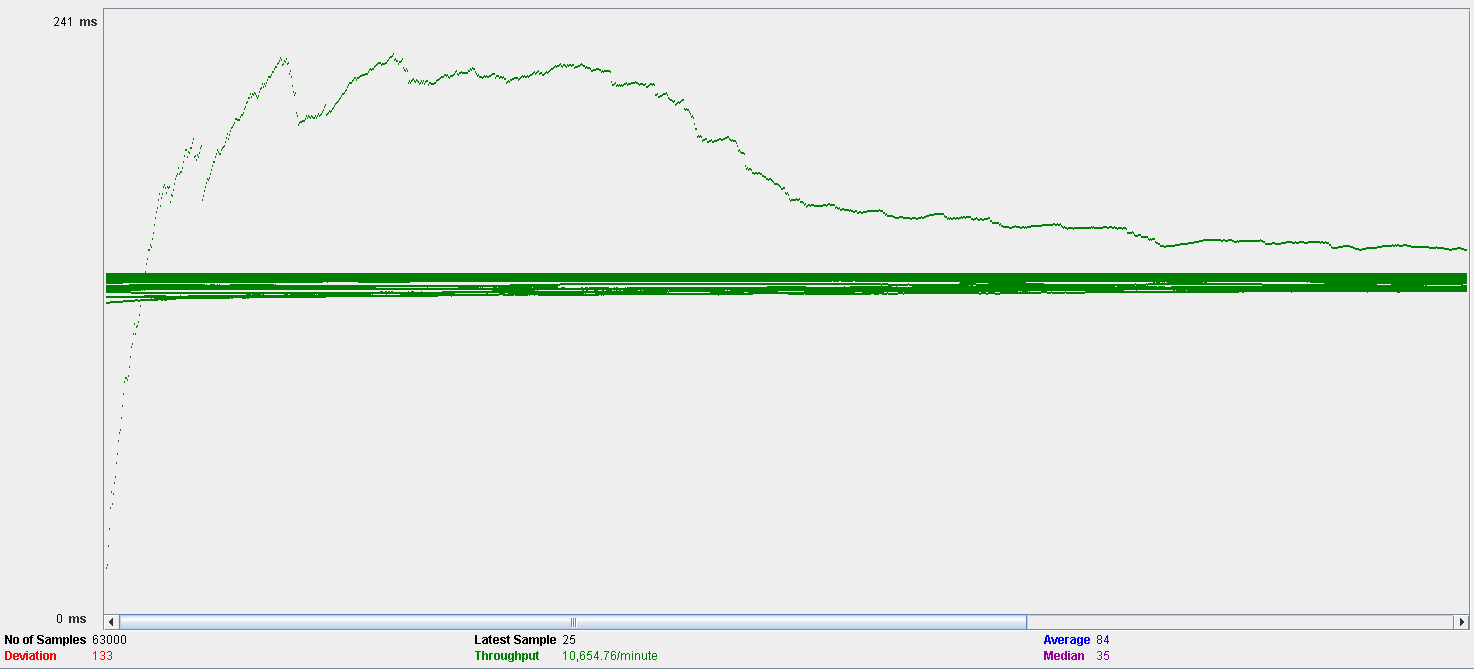 241 ms
0 ms
No of Samples 63000 Latest Sample 25 Average 84
Deviation 133 Throughput 10,654.76/minute Median 35